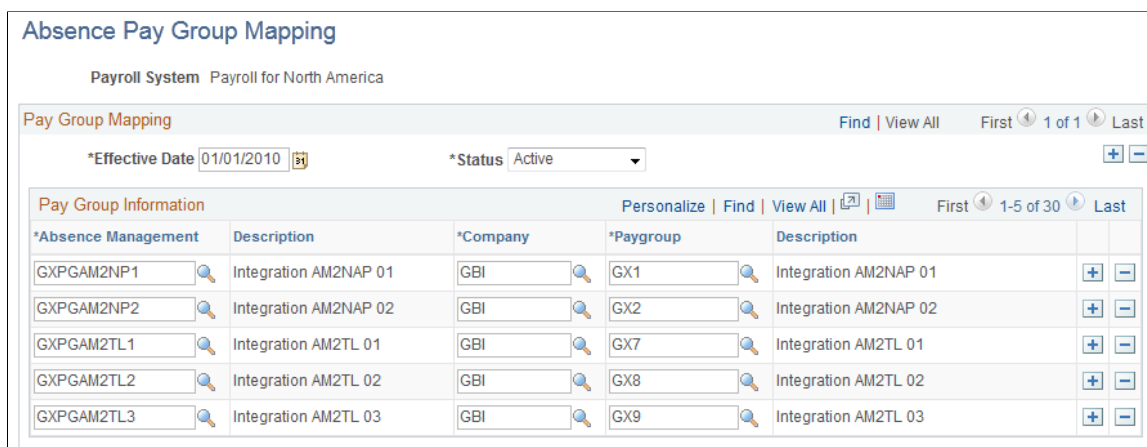 Absence Pay Group Mapping
Payroll System Payroll for North America
Pay Group Mapping Find | View All First 1 of 1 Last
*Effective Date 01/01/2010 31 *Status Active
Pay Group Information Personalize | Find | View All | | First 1-5 of 30 Last
*Absence Management Description *Company *Paygroup Description
GXPGAM2NP1 Integration AM2NAP 01 GBI GX1 Integration AM2NAP 01
GXPGAM2NP2 Integration AM2NAP 02 GBI GX2 Integration AM2NAP 02
GXPGAM2TL1 Integration AM2TL 01 GBI GX7 Integration AM2TL 01
GXPGAM2TL2 Integration AM2TL 02 GBI GX8 Integration AM2TL 02
GXPGAM2TL3 Integration AM2TL 03 GBI GX9 Integration AM2TL 03